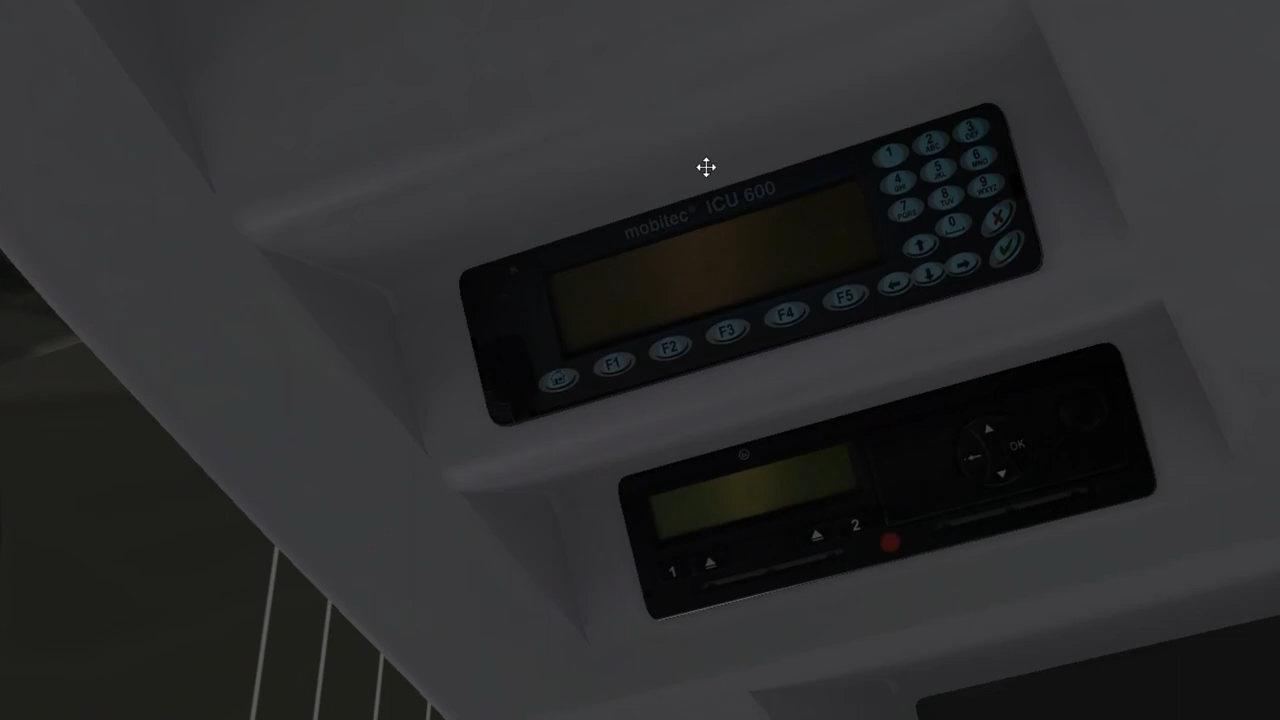 mobitec® ICU 600
1 2 ABC 3 DEF
4 GHI 5 JKL 6 MNO
7 PQRS 8 TUV 9 WXYZ
0
F1 F2 F3 F4 F5
OK
1 2